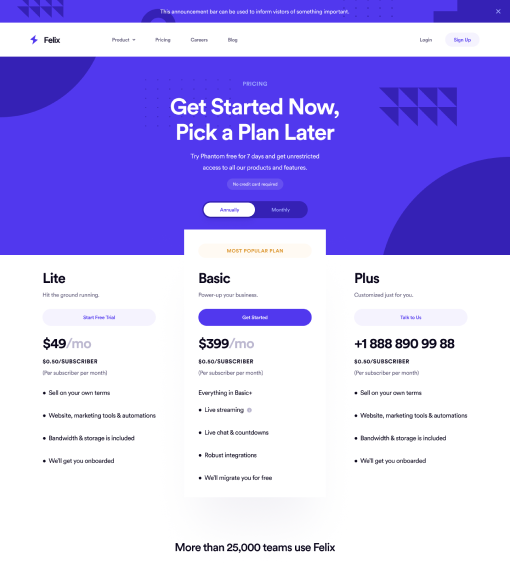 This announcement bar can be used to inform vistors of something important.
Felix
Product
Pricing
Careers
Blog
Login
Sign Up
PRICING
Get Started Now,
Pick a Plan Later
Try Phantom free for 7 days and get unrestricted
access to all our products and features.
No credit card required
Annually
Monthly
MOST POPULAR PLAN
Lite
Hit the ground running.
Start Free Trial
$49/mo
$0.50/SUBSCRIBER
(Per subscriber per month)
Sell on your own terms
Website, marketing tools & automations
Bandwidth & storage is included
We'll get you onboarded
Basic
Power-up your business.
Get Started
$399/mo
$0.50/SUBSCRIBER
(Per subscriber per month)
Everything in Basic+
Live streaming
Live chat & countdowns
Robust integrations
We'll migrate you for free
Plus
Customized just for you.
Talk to Us
+1 888 890 99 88
$0.50/SUBSCRIBER
(Per subscriber per month)
Sell on your own terms
Website, marketing tools & automations
Bandwidth & storage is included
We'll get you onboarded
More than 25,000 teams use Felix